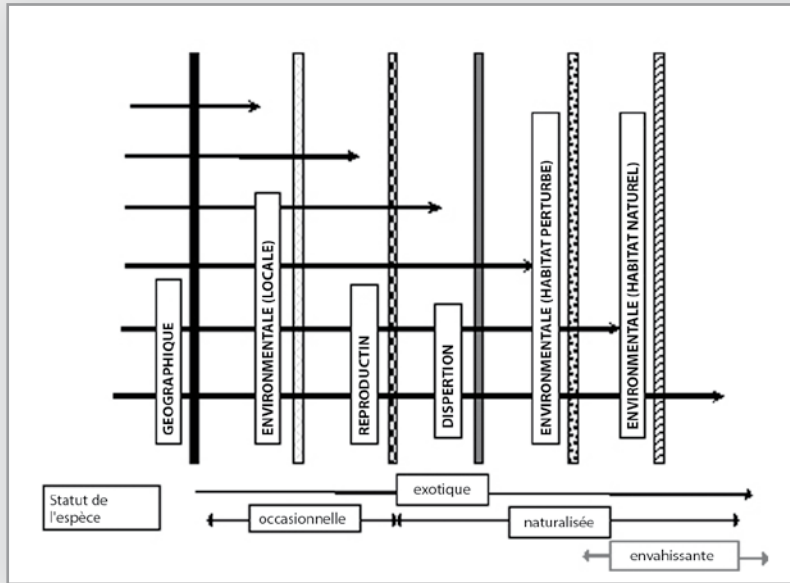 GEOGRAPHIQUE
ENVIRONMENTALE (LOCALE)
REPRODUCTIN
DISPERTION
ENVIRONMENTALE (HABITAT PERTURBE)
ENVIRONMENTALE (HABITAT NATUREL)
Statut de
l'espèce
exotique
occasionnelle
naturalisée
envahissante